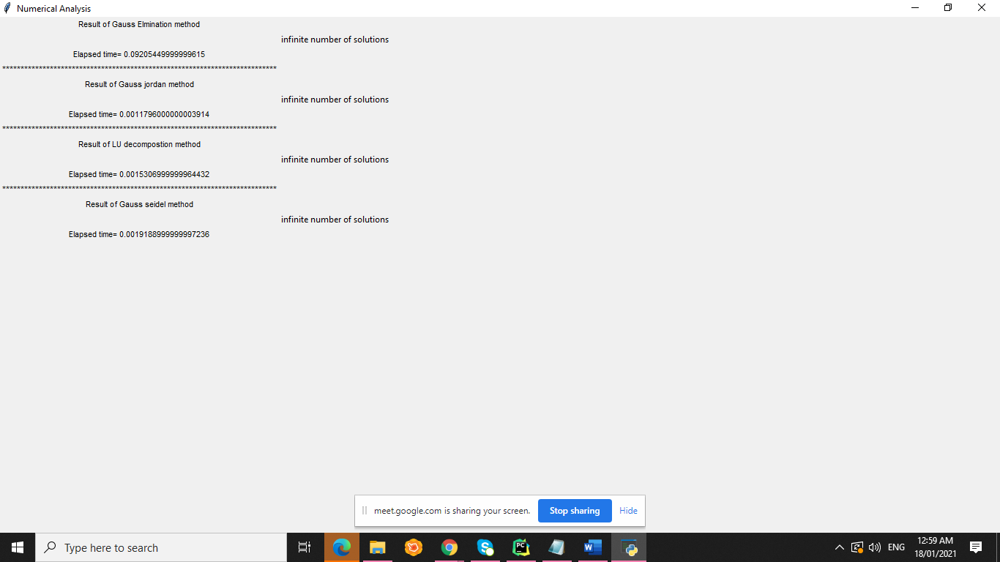 Numerical Analysis
Result of Gauss Elmination method
infinite number of solutions
Elapsed time= 0.09205449999999615
***************************************************************************
Result of Gauss jordan method
infinite number of solutions
Elapsed time= 0.0011796000000003914
***************************************************************************
Result of LU decompostion method
infinite number of solutions
Elapsed time= 0.0015306999999964432
***************************************************************************
Result of Gauss seidel method
infinite number of solutions
Elapsed time= 0.0019188999999997236
meet.google.com is sharing your screen.
Stop sharing
Hide
Type here to search
PC
W
ENG
12:59 AM
18/01/2021